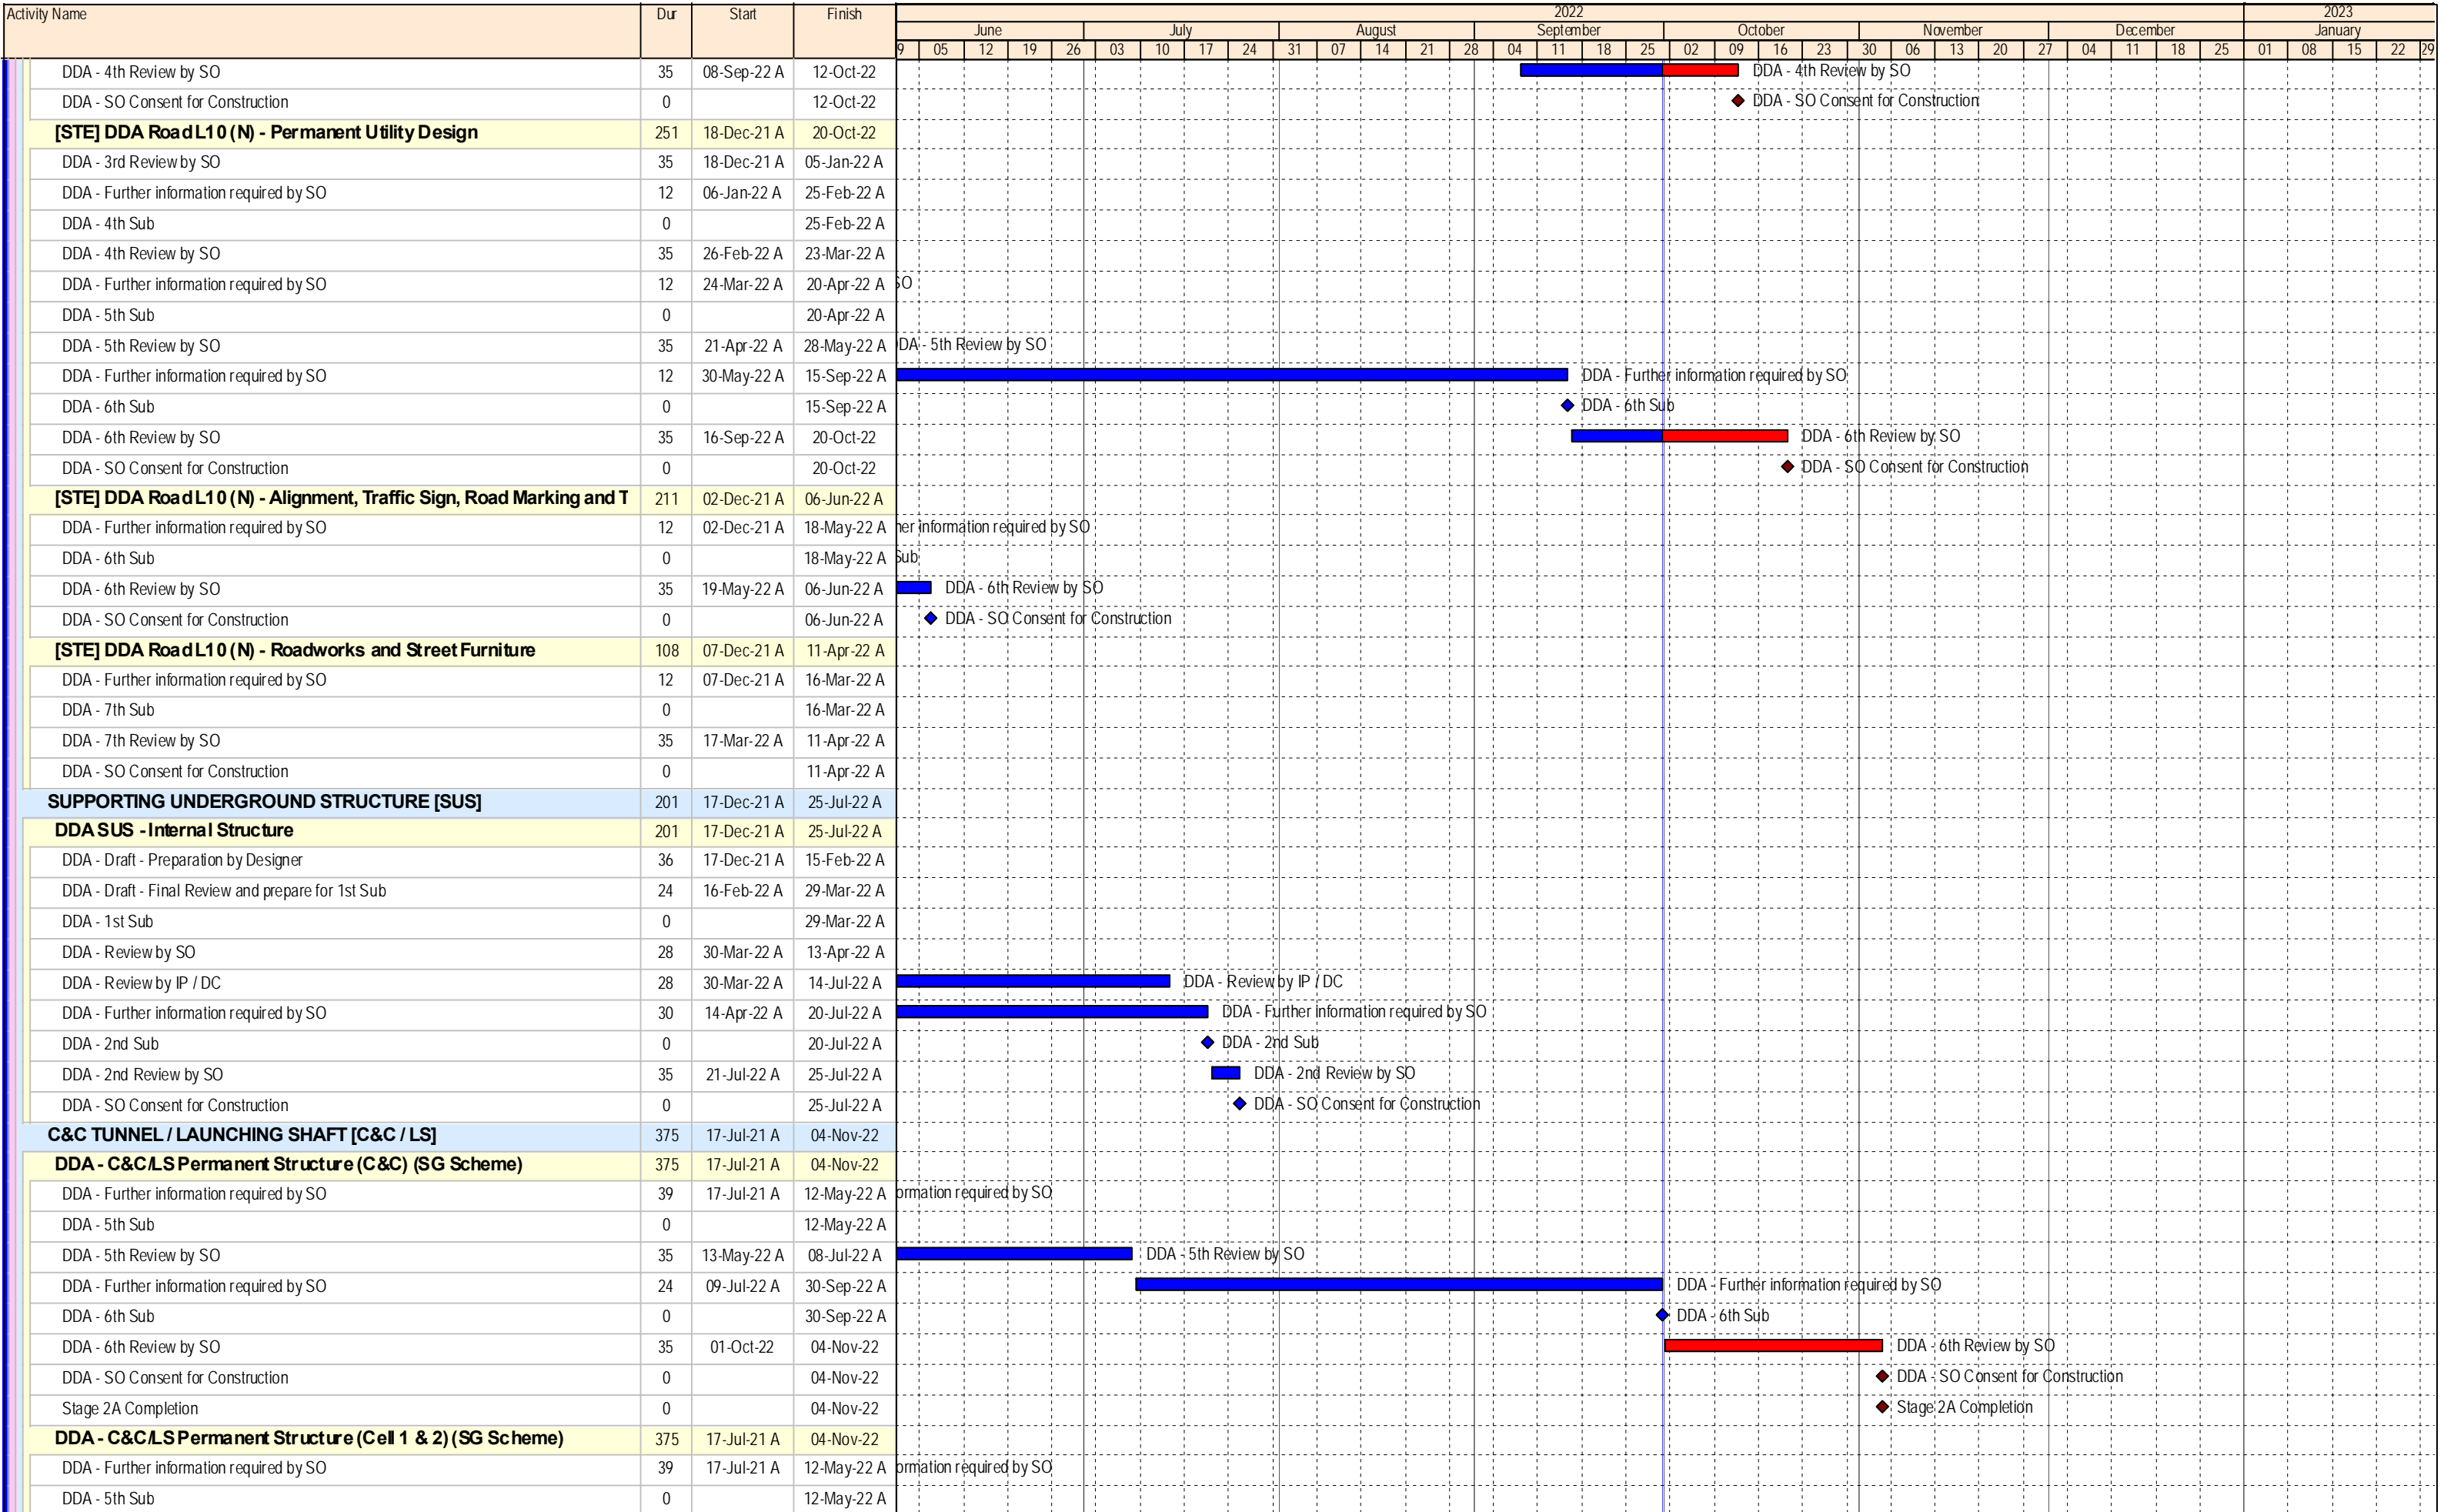 Activity Name Dur Start Finish 2022 2023
June July August September October November December January
9 05 12 19 26 03 10 17 24 31 07 14 21 28 04 11 18 25 02 09 16 23 30 06 13 20 27 04 11 18 25 01 08 15 22 29
DDA - 4th Review by SO 35 08-Sep-22 A 12-Oct-22 DDA - 4th Review by SO
DDA - SO Consent for Construction 0 12-Oct-22 DDA - SO Consent for Construction
[STE] DDA Road L10 (N) - Permanent Utility Design 251 18-Dec-21 A 20-Oct-22
DDA - 3rd Review by SO 35 18-Dec-21 A 05-Jan-22 A
DDA - Further information required by SO 12 06-Jan-22 A 25-Feb-22 A
DDA - 4th Sub 0 25-Feb-22 A
DDA - 4th Review by SO 35 26-Feb-22 A 23-Mar-22 A
DDA - Further information required by SO 12 24-Mar-22 A 20-Apr-22 A SO
DDA - 5th Sub 0 20-Apr-22 A
DDA - 5th Review by SO 35 21-Apr-22 A 28-May-22 A DDA - 5th Review by SO
DDA - Further information required by SO 12 30-May-22 A 15-Sep-22 A DDA - Further information required by SO
DDA - 6th Sub 0 15-Sep-22 A DDA - 6th Sub
DDA - 6th Review by SO 35 16-Sep-22 A 20-Oct-22 DDA - 6th Review by SO
DDA - SO Consent for Construction 0 20-Oct-22 DDA - SO Consent for Construction
[STE] DDA Road L10 (N) - Alignment, Traffic Sign, Road Marking and T 211 02-Dec-21 A 06-Jun-22 A
DDA - Further information required by SO 12 02-Dec-21 A 18-May-22 A her information required by SO
DDA - 6th Sub 0 18-May-22 A Sub
DDA - 6th Review by SO 35 19-May-22 A 06-Jun-22 A DDA - 6th Review by SO
DDA - SO Consent for Construction 0 06-Jun-22 A DDA - SO Consent for Construction
[STE] DDA Road L10 (N) - Roadworks and Street Furniture 108 07-Dec-21 A 11-Apr-22 A
DDA - Further information required by SO 12 07-Dec-21 A 16-Mar-22 A
DDA - 7th Sub 0 16-Mar-22 A
DDA - 7th Review by SO 35 17-Mar-22 A 11-Apr-22 A
DDA - SO Consent for Construction 0 11-Apr-22 A
SUPPORTING UNDERGROUND STRUCTURE [SUS] 201 17-Dec-21 A 25-Jul-22 A
DDA SUS - Internal Structure 201 17-Dec-21 A 25-Jul-22 A
DDA - Draft - Preparation by Designer 36 17-Dec-21 A 15-Feb-22 A
DDA - Draft - Final Review and prepare for 1st Sub 24 16-Feb-22 A 29-Mar-22 A
DDA - 1st Sub 0 29-Mar-22 A
DDA - Review by SO 28 30-Mar-22 A 13-Apr-22 A
DDA - Review by IP / DC 28 30-Mar-22 A 14-Jul-22 A DDA - Review by IP / DC
DDA - Further information required by SO 30 14-Apr-22 A 20-Jul-22 A DDA - Further information required by SO
DDA - 2nd Sub 0 20-Jul-22 A DDA - 2nd Sub
DDA - 2nd Review by SO 35 21-Jul-22 A 25-Jul-22 A DDA - 2nd Review by SO
DDA - SO Consent for Construction 0 25-Jul-22 A DDA - SO Consent for Construction
C&C TUNNEL / LAUNCHING SHAFT [C&C / LS] 375 17-Jul-21 A 04-Nov-22
DDA - C&C/LS Permanent Structure (C&C) (SG Scheme) 375 17-Jul-21 A 04-Nov-22
DDA - Further information required by SO 39 17-Jul-21 A 12-May-22 A ormation required by SO
DDA - 5th Sub 0 12-May-22 A
DDA - 5th Review by SO 35 13-May-22 A 08-Jul-22 A DDA - 5th Review by SO
DDA - Further information required by SO 24 09-Jul-22 A 30-Sep-22 A DDA - Further information required by SO
DDA - 6th Sub 0 30-Sep-22 A DDA - 6th Sub
DDA - 6th Review by SO 35 01-Oct-22 04-Nov-22 DDA - 6th Review by SO
DDA - SO Consent for Construction 0 04-Nov-22 DDA - SO Consent for Construction
Stage 2A Completion 0 04-Nov-22 Stage 2A Completion
DDA - C&C/LS Permanent Structure (Cell 1 & 2) (SG Scheme) 375 17-Jul-21 A 04-Nov-22
DDA - Further information required by SO 39 17-Jul-21 A 12-May-22 A ormation required by SO
DDA - 5th Sub 0 12-May-22 A